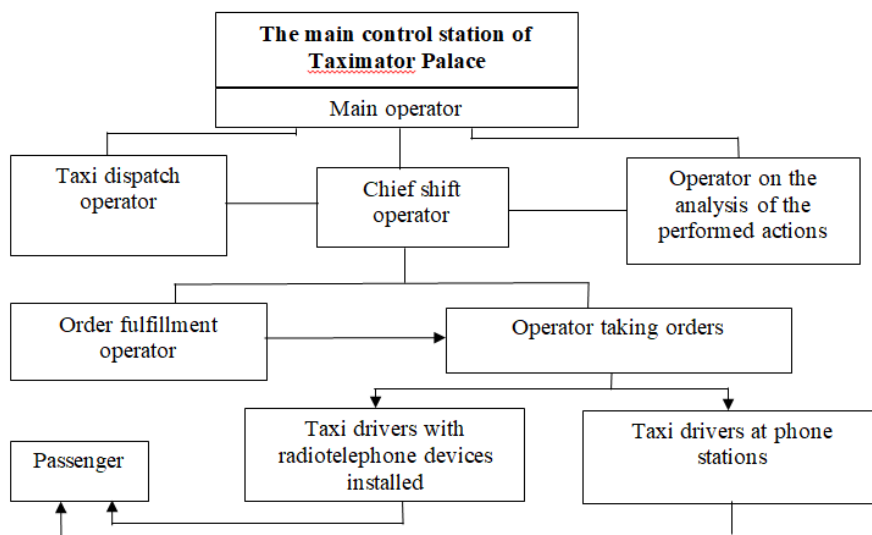 The main control station of
Taximator Palace
Main operator
Taxi dispatch
operator
Chief shift
operator
Operator on the
analysis of the
performed actions
Order fulfillment
operator
Operator taking orders
Passenger
Taxi drivers with
radiotelephone devices
installed
Taxi drivers at phone
stations